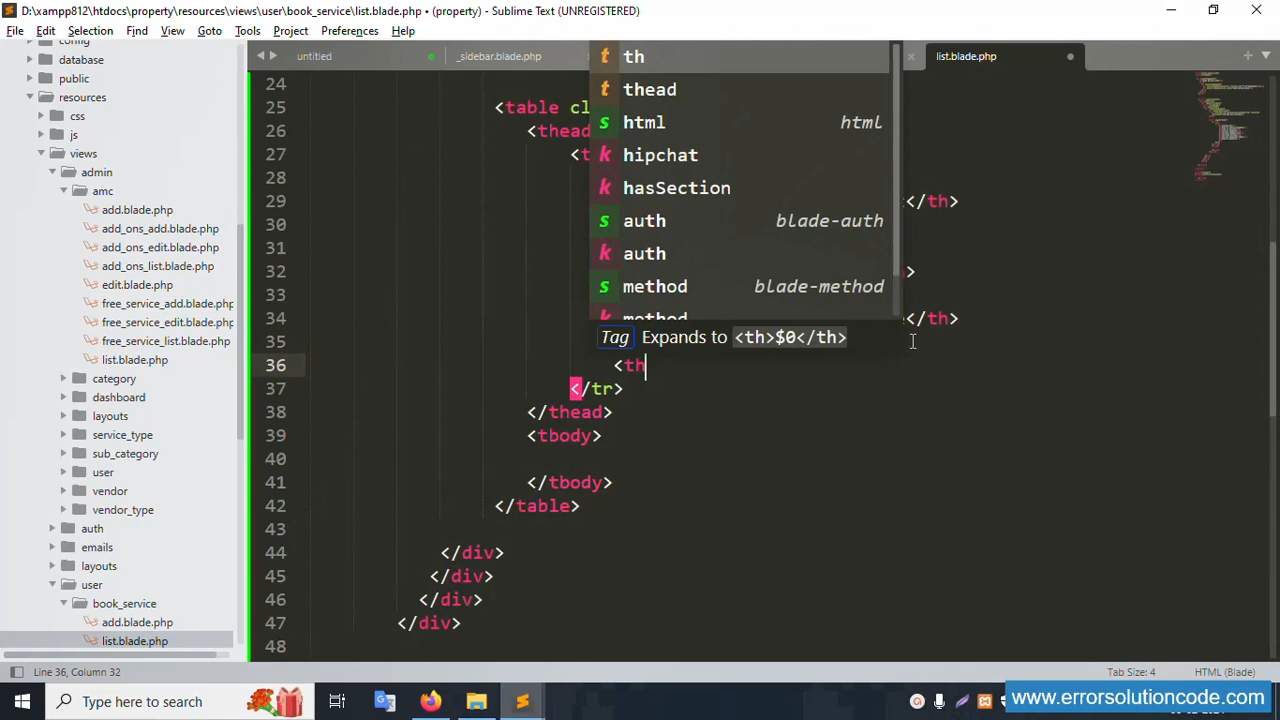 D:\xampp812\htdocs\property\resources\views\user\book_service\list.blade.php • (property) - Sublime Text (UNREGISTERED)
File Edit Selection Find View Goto Tools Project Preferences Help
untitled
_sidebar.blade.php
list.blade.php
config
database
public
resources
css
js
views
admin
amc
add.blade.php
add_ons_add.blade.php
add_ons_edit.blade.php
add_ons_list.blade.php
edit.blade.php
free_service_add.blade.php
free_service_edit.blade.php
free_service_list.blade.php
list.blade.php
category
dashboard
layouts
service_type
sub_category
user
vendor
vendor_type
auth
emails
layouts
user
book_service
add.blade.php
list.blade.php
24
25 <table cl
26 <thead
27 <t
28
29 </th>
30
31
32 >
33
34 </th>
35
36 <th
37 </tr>
38 </thead>
39 <tbody>
40
41 </tbody>
42 </table>
43
44 </div>
45 </div>
46 </div>
47 </div>
48
t th
t thead
s html html
k hipchat
k hasSection
s auth blade-auth
k auth
s method blade-method
k method
Tag Expands to <th>$0</th>
Line 36, Column 32
Tab Size: 4
HTML (Blade)
Type here to search
www.errorsolutioncode.com